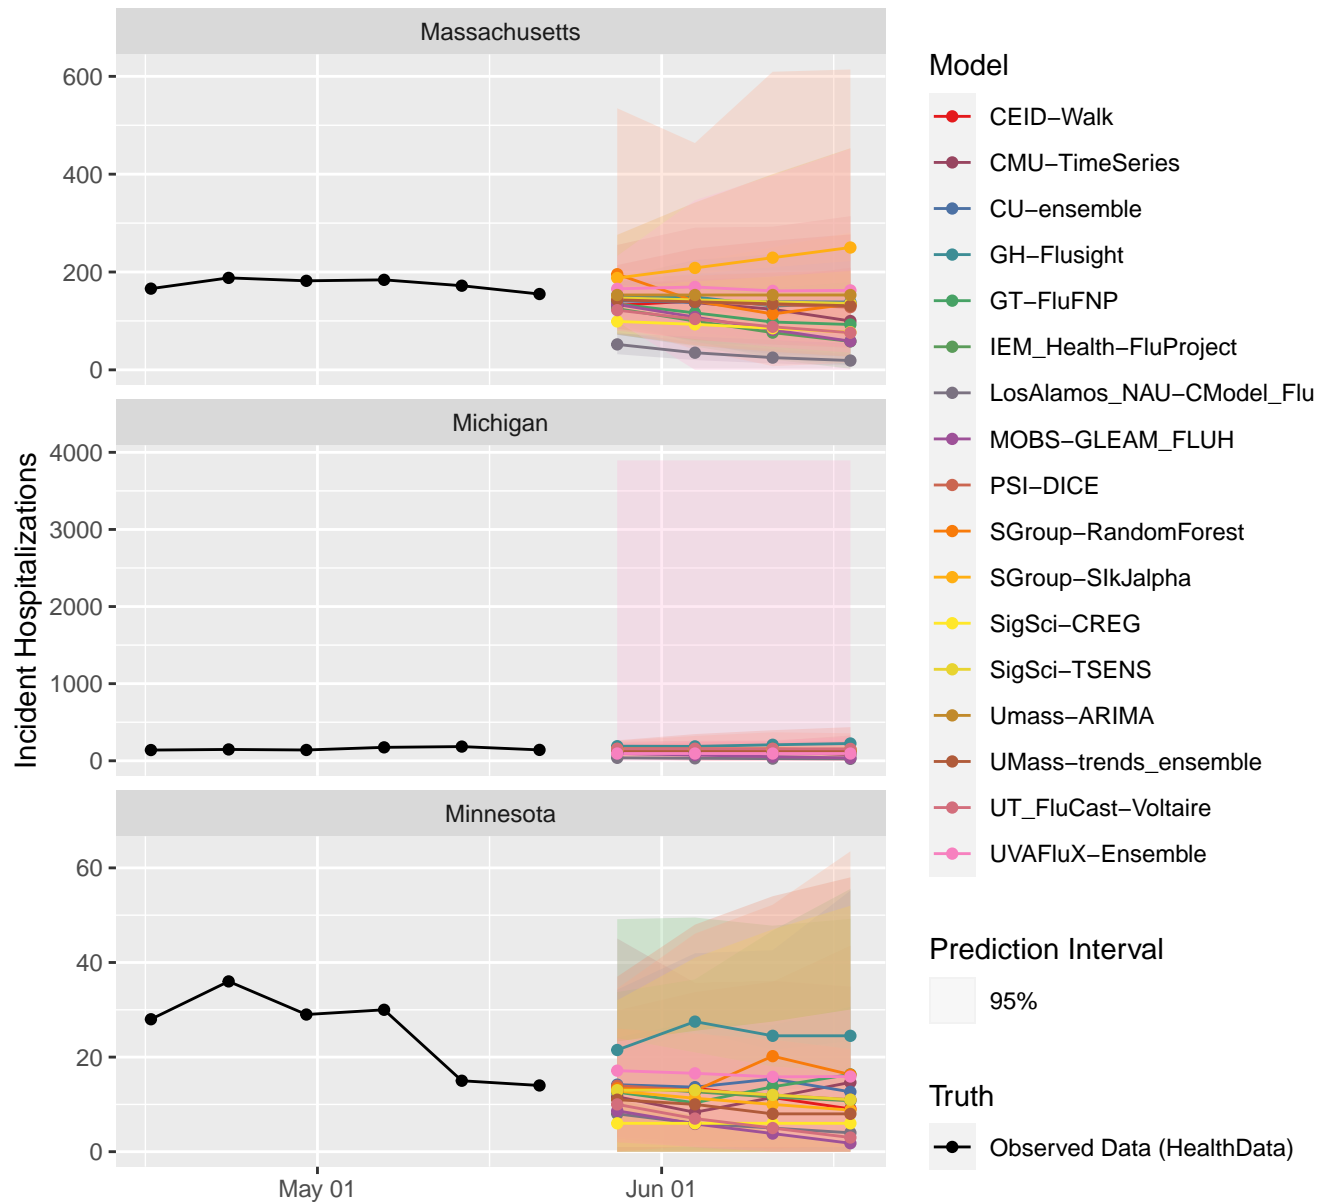 Massachusetts
600
400
200
0
Michigan
4000
3000
2000
1000
0
Minnesota
60
40
20
0
May 01
Jun 01
Incident Hospitalizations
Model
CEID−Walk
CMU−TimeSeries
CU−ensemble
GH−Flusight
GT−FluFNP
IEM_Health−FluProject
LosAlamos_NAU−CModel_Flu
MOBS−GLEAM_FLUH
PSI−DICE
SGroup−RandomForest
SGroup−SIkJalpha
SigSci−CREG
SigSci−TSENS
Umass−ARIMA
UMass−trends_ensemble
UT_FluCast−Voltaire
UVAFluX−Ensemble
Prediction Interval
95%
Truth
Observed Data (HealthData)